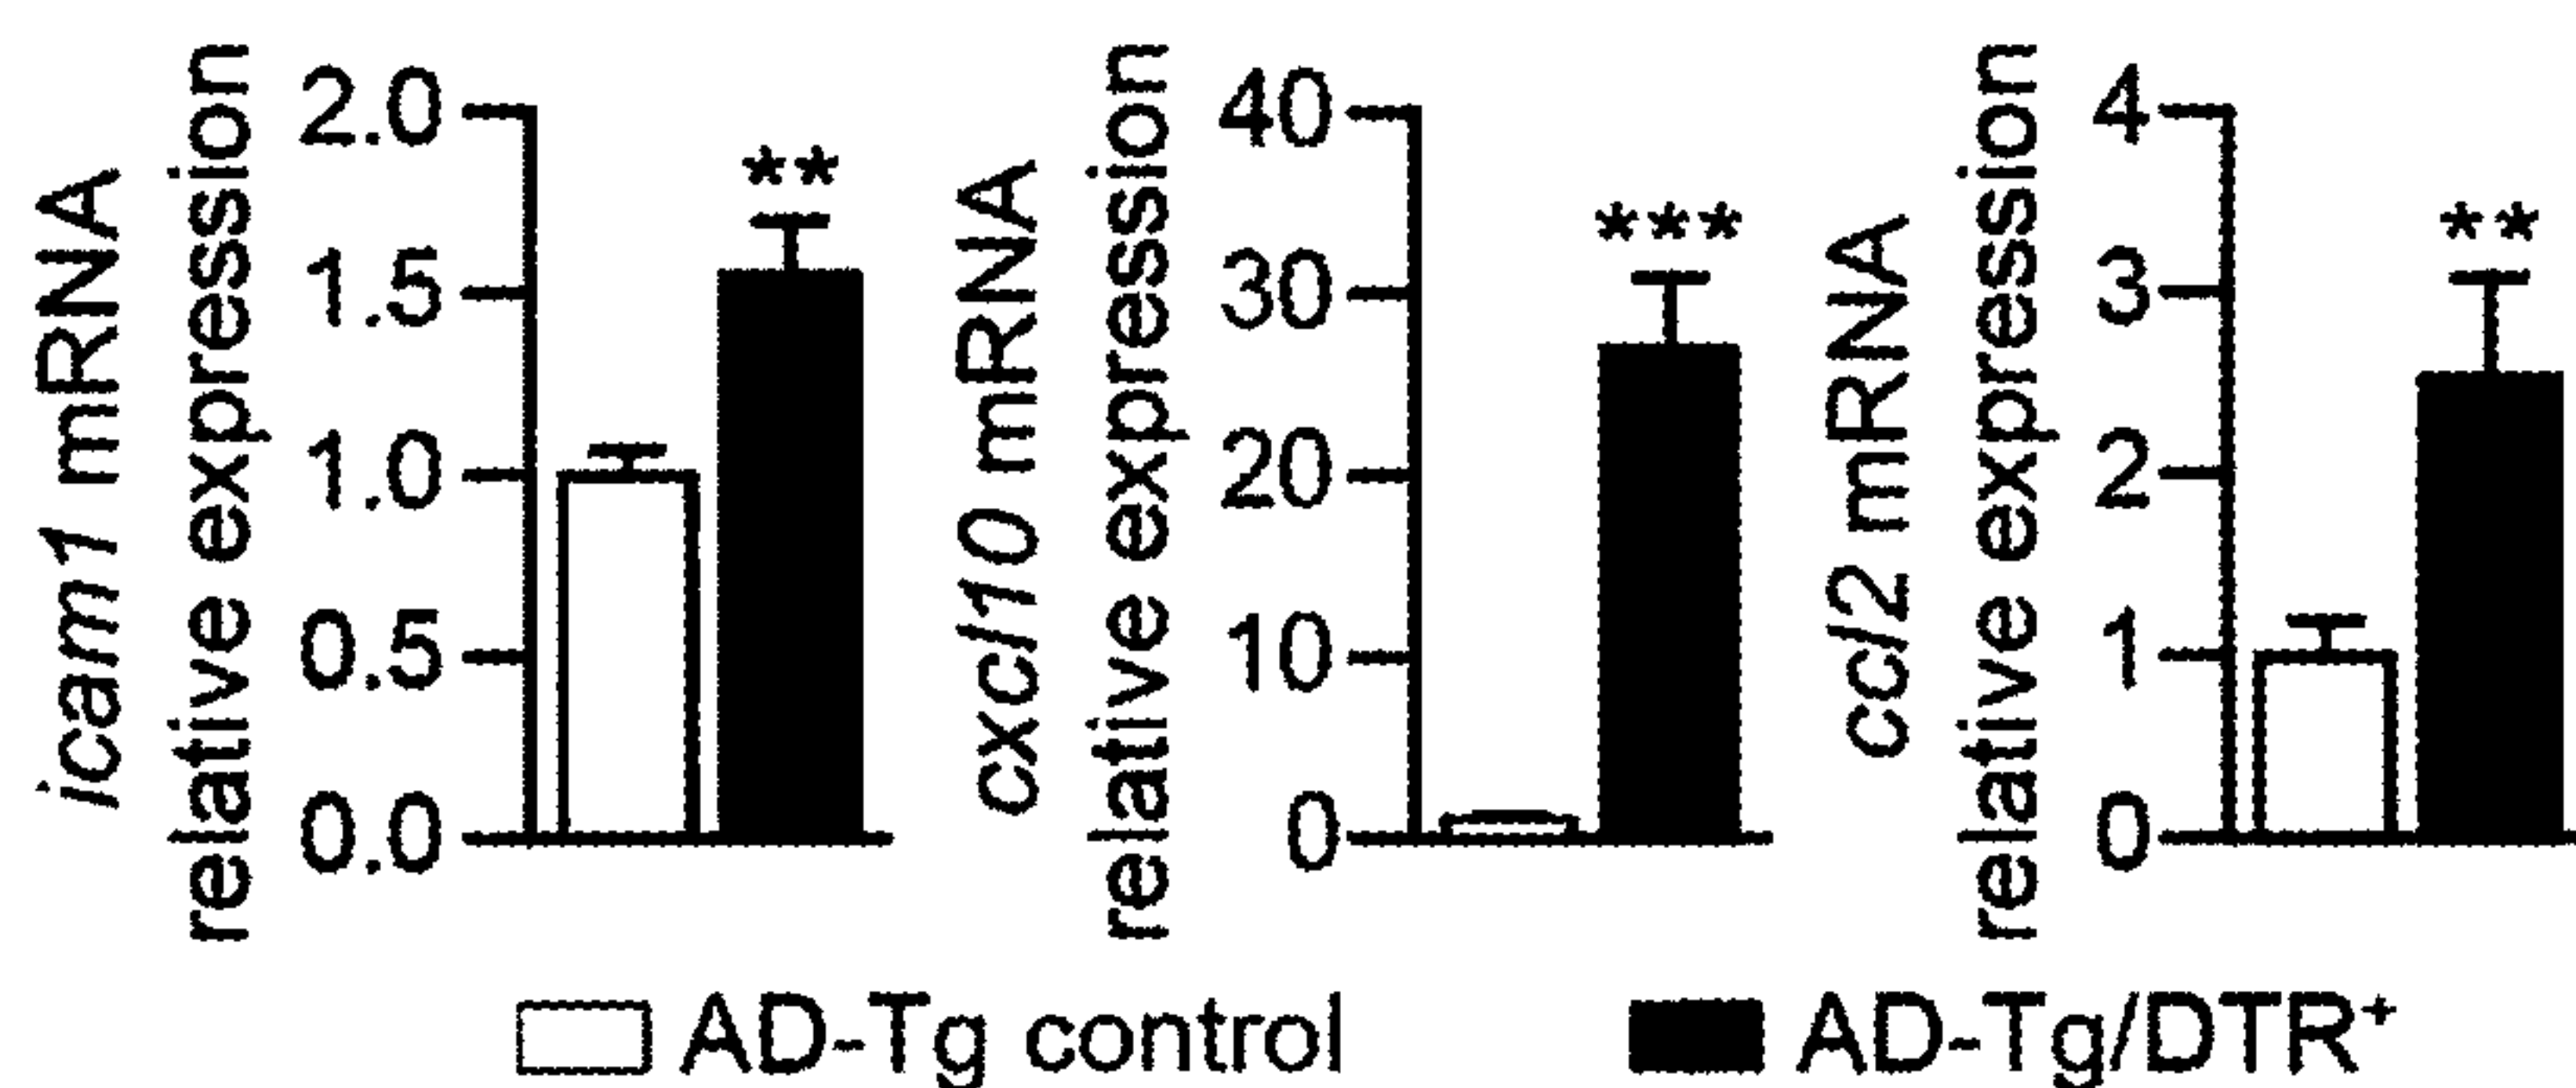 icam1 mRNA
relative expression
2.0
1.5
1.0
0.5
0.0
**
cxcl10 mRNA
relative expression
40
30
20
10
0
***
ccl2 mRNA
relative expression
4
3
2
1
0
**
AD-Tg control
AD-Tg/DTR⁺